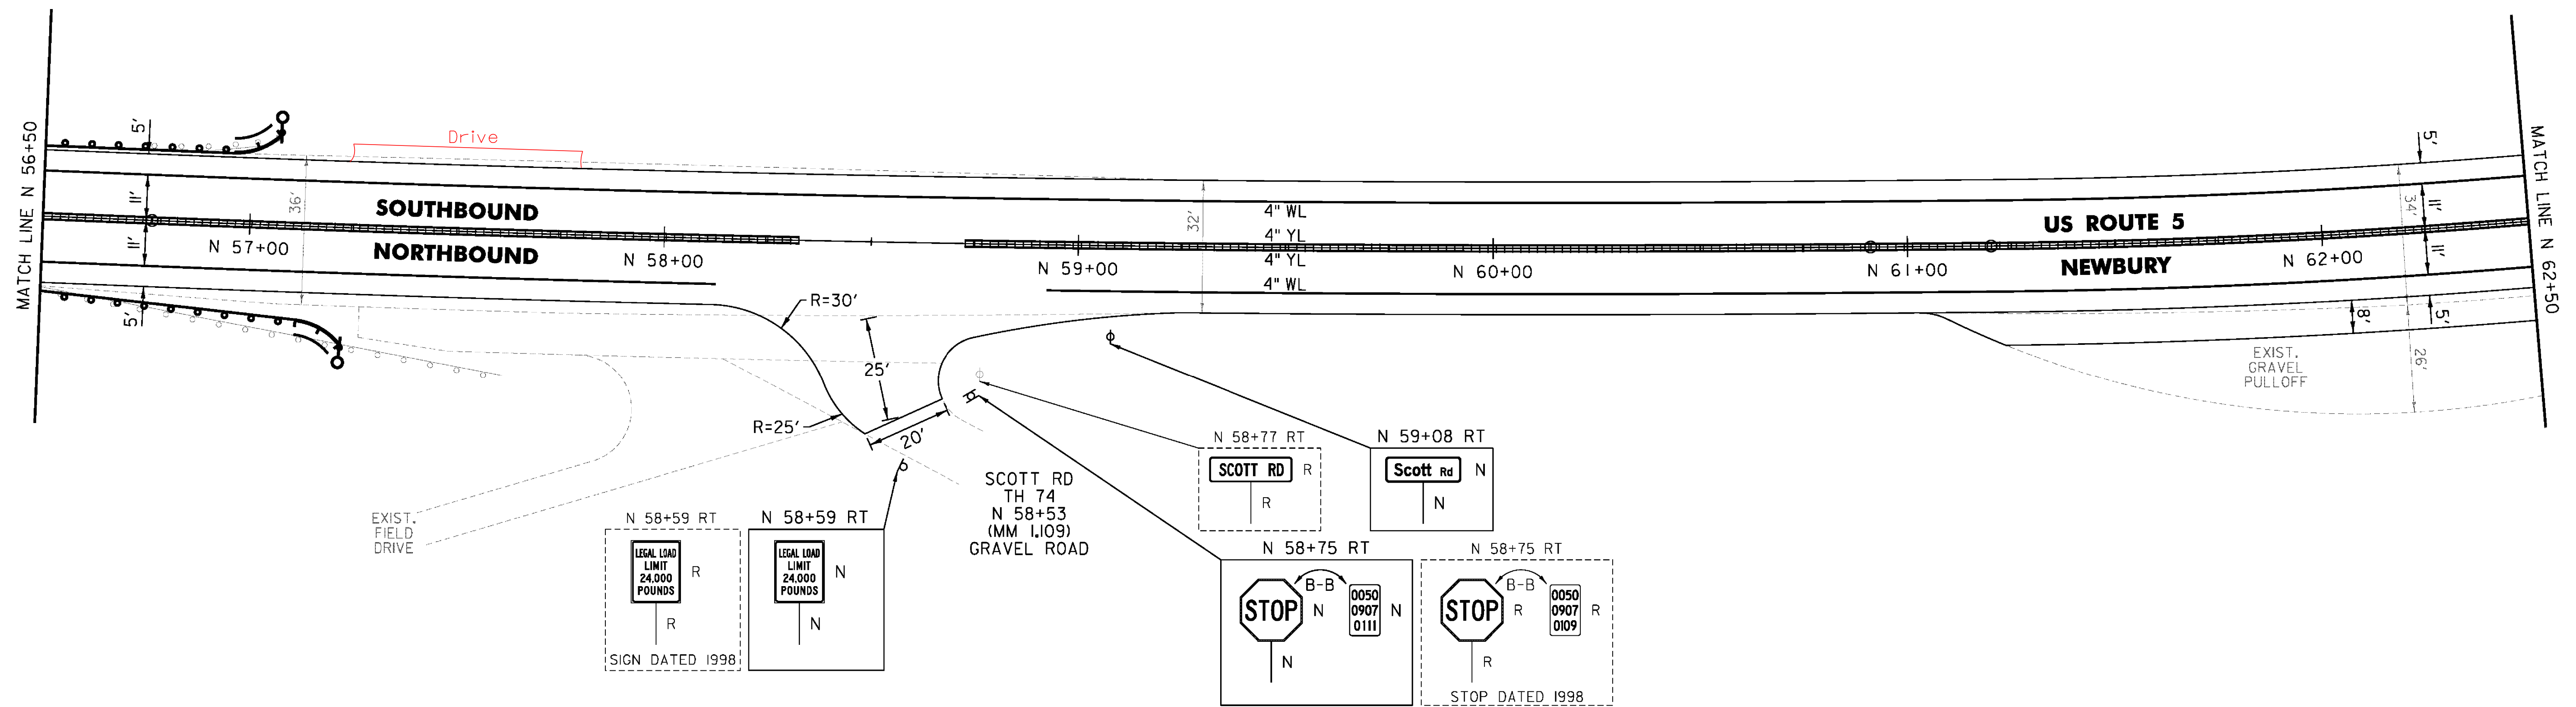 MATCH LINE N 56+50
5'
Drive
5'
MATCH LINE N 62+50
11'
36'
SOUTHBOUND
32'
4" WL
US ROUTE 5
11'
34'
4" YL
11'
N 57+00
NORTHBOUND
N 58+00
N 59+00
4" YL
N 60+00
N 61+00
NEWBURY
N 62+00
11'
4" WL
5'
R=30'
8'
5'
25'
26'
EXIST.
GRAVEL
PULLOFF
R=25'
20'
SCOTT RD
TH 74
N 58+53
(MM 1.109)
GRAVEL ROAD
N 58+77 RT
SCOTT RD
R
R
N 59+08 RT
Scott Rd
N
N
EXIST.
FIELD
DRIVE
N 58+59 RT
LEGAL LOAD
LIMIT
24,000
POUNDS
R
R
SIGN DATED 1998
N 58+59 RT
LEGAL LOAD
LIMIT
24,000
POUNDS
N
N
N 58+75 RT
B-B
STOP
N
0050
0907
0111
N
N
N 58+75 RT
B-B
STOP
R
0050
0907
0109
R
R
STOP DATED 1998